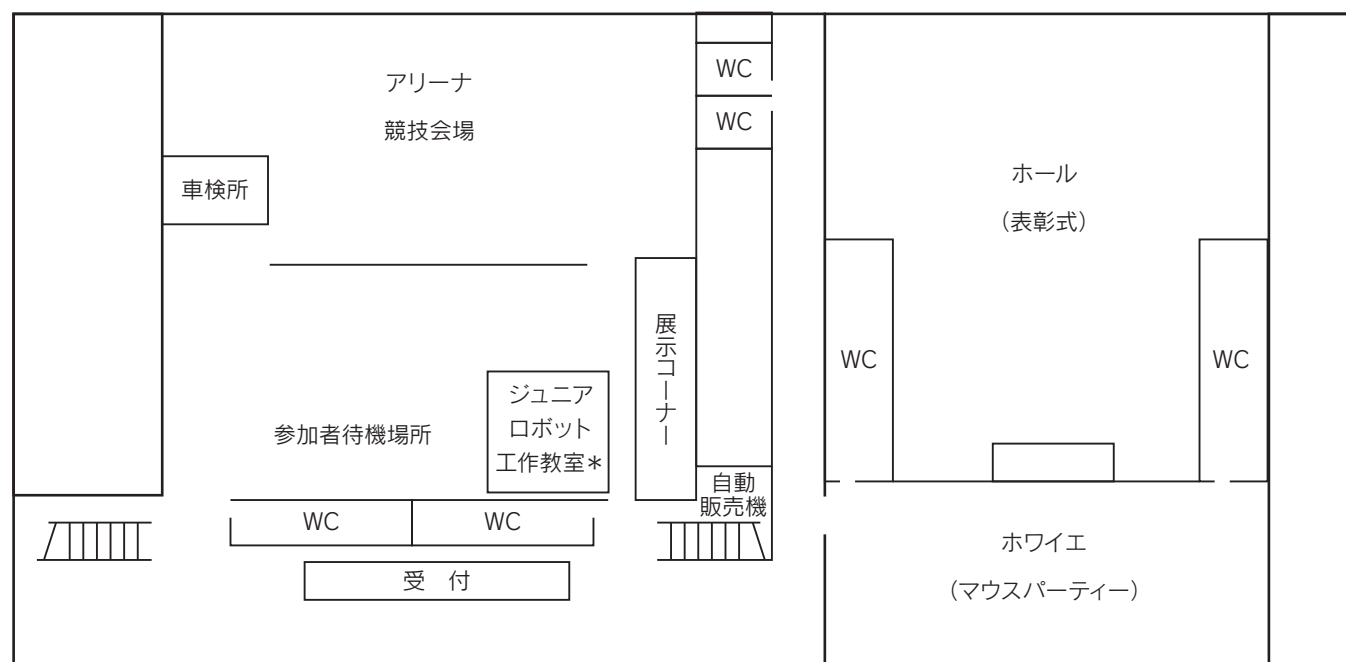 アリーナ
競技会場
WC
WC
車検所
ホール
（表彰式）
展示コーナー
WC
WC
ジュニア
ロボット
工作教室＊
参加者待機場所
自動
販売機
WC
WC
ホワイエ
（マウスパーティー）
受　付